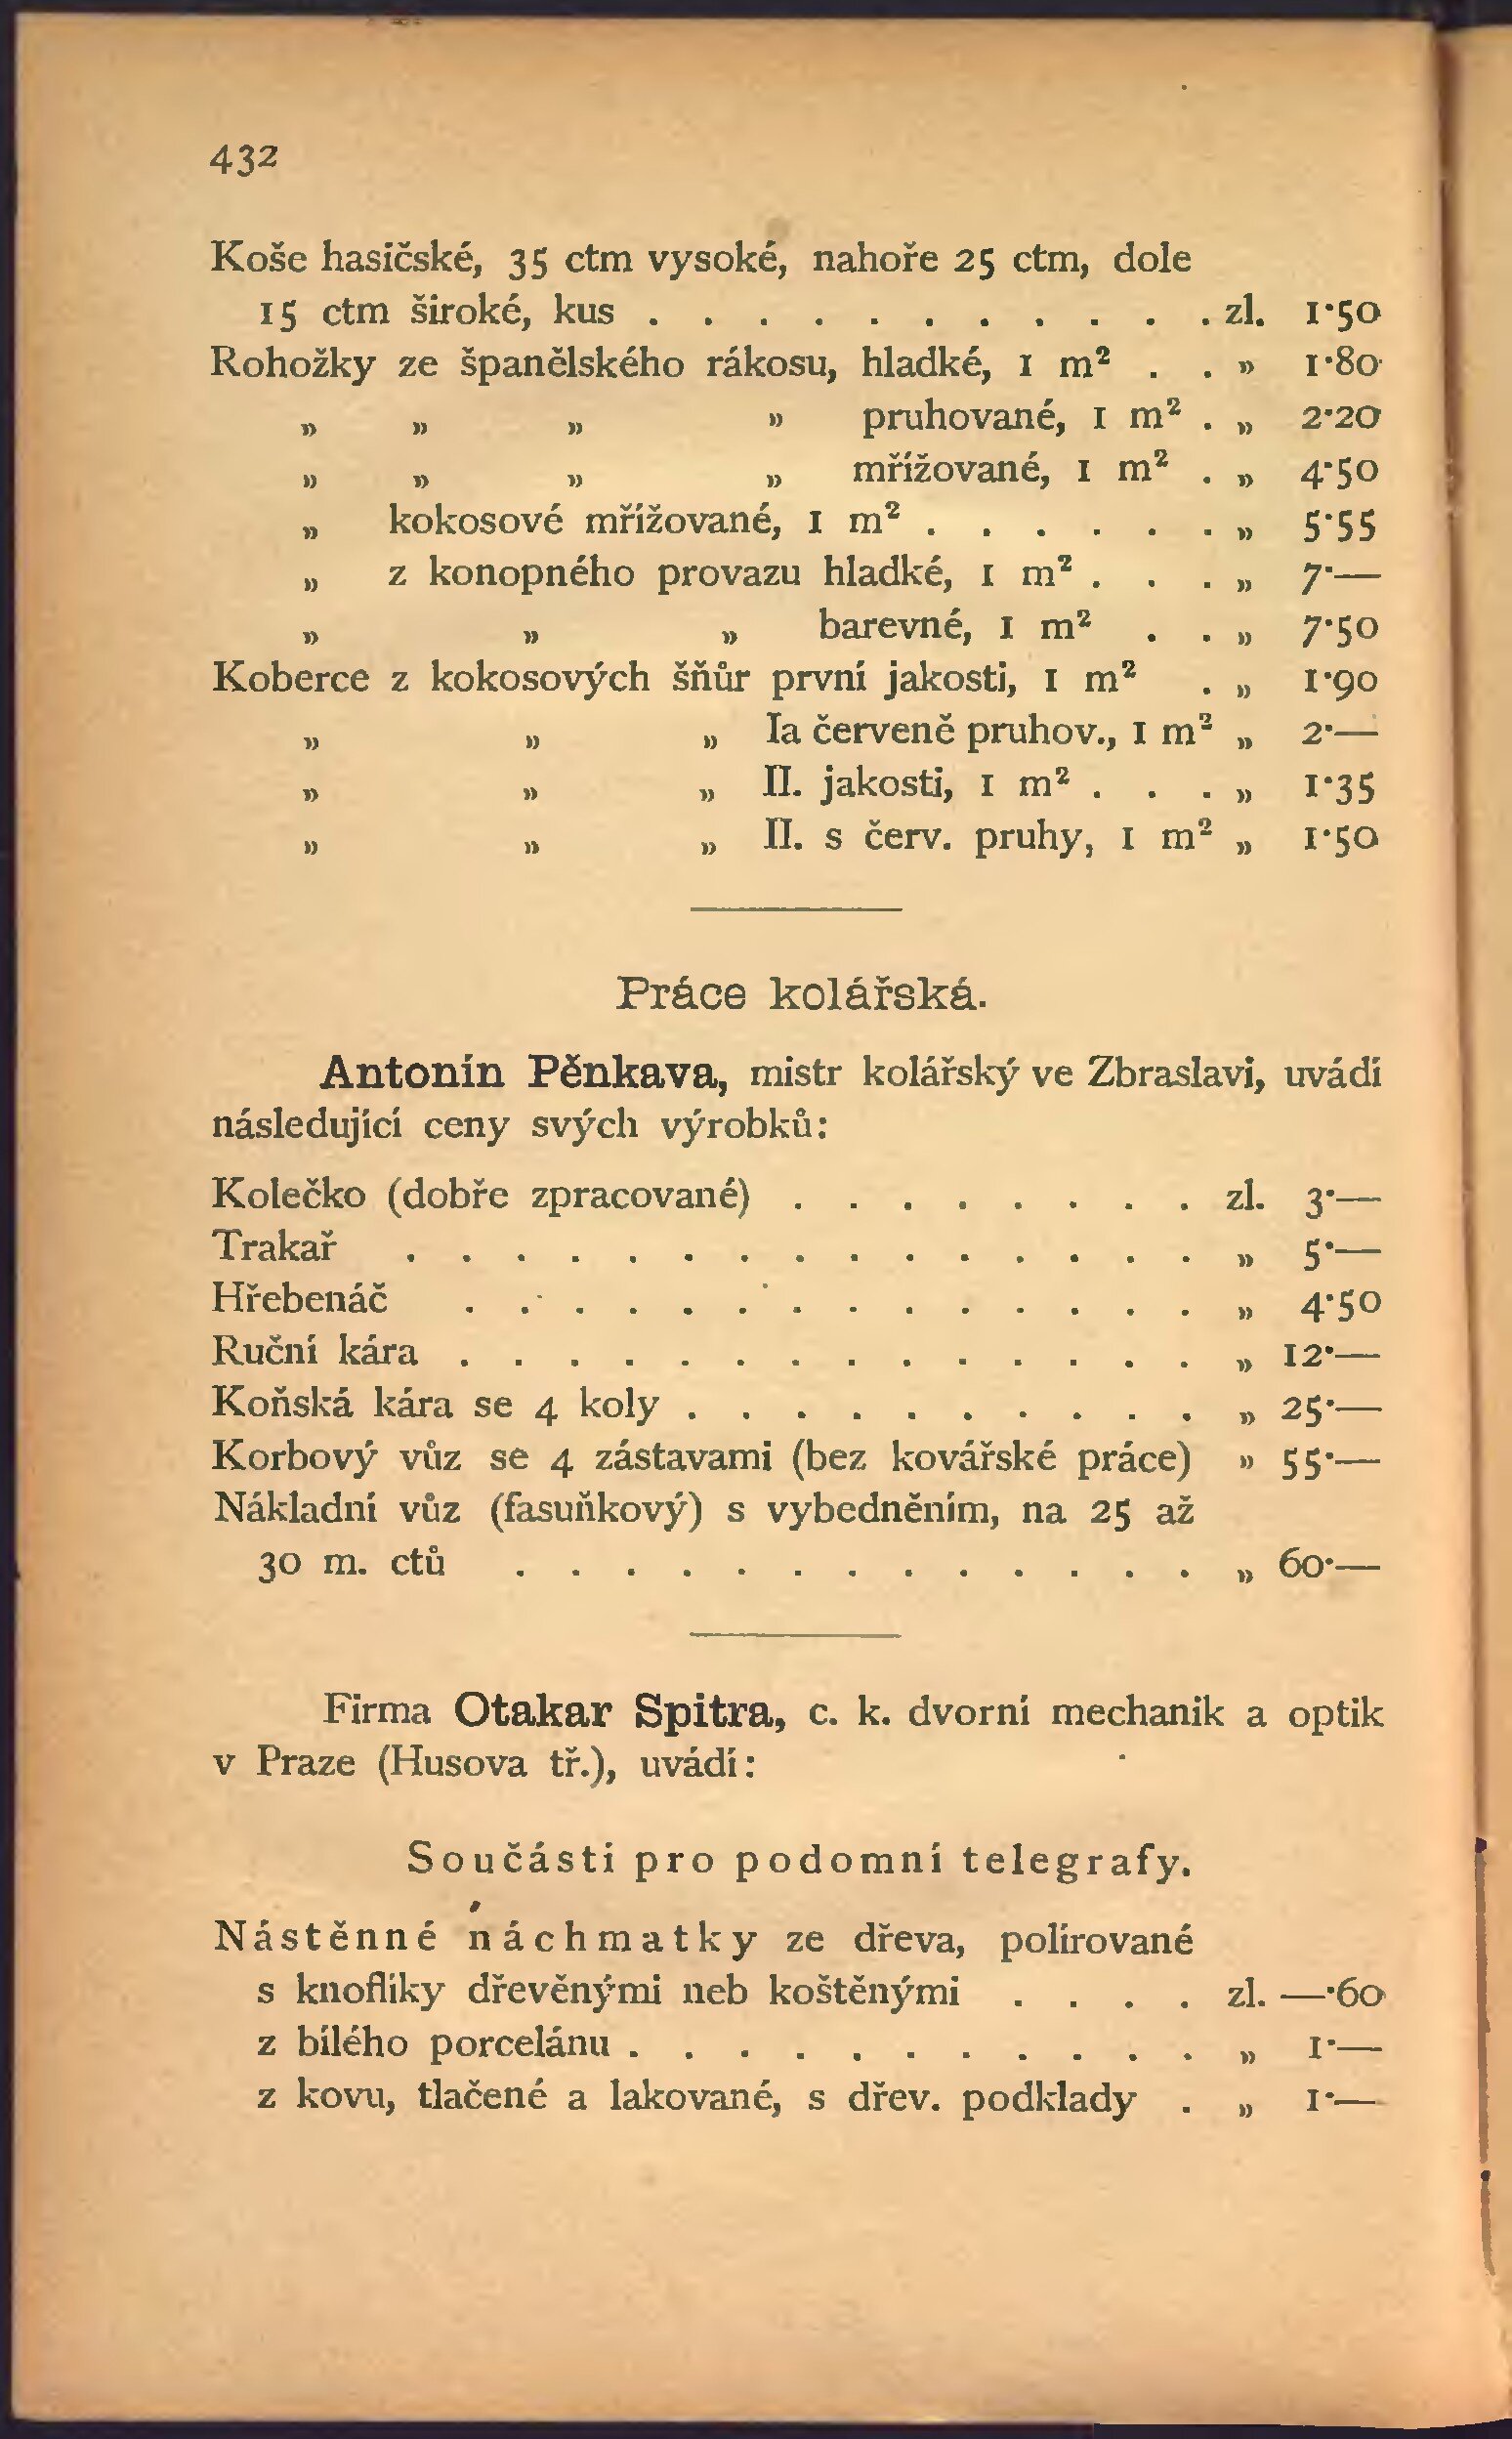 432
Koše hasičské, 35 ctm vysoké, nahoře 25 ctm, dole
15 ctm široké, kus . . . . . . . . . . . zl. 1·50
Rohožky ze španělského rákosu, hladké, 1 m² . . „ 1·80
„ „ „ „ pruhované, 1 m² . „ 2·20
„ „ „ „ mřížované, 1 m² . „ 4·50
„ kokosové mřížované, 1 m² . . . . . . „ 5·55
„ z konopného provazu hladké, 1 m² . . . „ 7·—
„ „ „ barevné, 1 m² . . „ 7·50
Koberce z kokosových šňůr první jakosti, 1 m² . „ 1·90
„ „ „ Ia červeně pruhov., 1 m² „ 2·—
„ „ „ II. jakosti, 1 m² . . . „ 1·35
„ „ „ II. s červ. pruhy, 1 m² „ 1·50
Práce kolářská.
Antonín Pěnkava, mistr kolářský ve Zbraslavi, uvádí
následující ceny svých výrobků:
Kolečko (dobře zpracované) . . . . . . . . zl. 3·—
Trakař . . . . . . . . . . . . . . . „ 5·—
Hřebenáč . . . . . . . . . . . . . . „ 4·50
Ruční kára . . . . . . . . . . . . . . „ 12·—
Koňská kára se 4 koly . . . . . . . . . . „ 25·—
Korbový vůz se 4 zástavami (bez kovářské práce) „ 55·—
Nákladní vůz (fasuňkový) s vybedněním, na 25 až
30 m. ctů . . . . . . . . . . . . . „ 60·—
Firma Otakar Spitra, c. k. dvorní mechanik a optik
v Praze (Husova tř.), uvádí:
Součásti pro podomní telegrafy.
Nástěnné náchmatky ze dřeva, polírované
s knoflíky dřevěnými neb koštěnými . . . . zl. —·60
z bílého porcelánu . . . . . . . . . . . „ 1·—
z kovu, tlačené a lakované, s dřev. podklady . „ 1·—